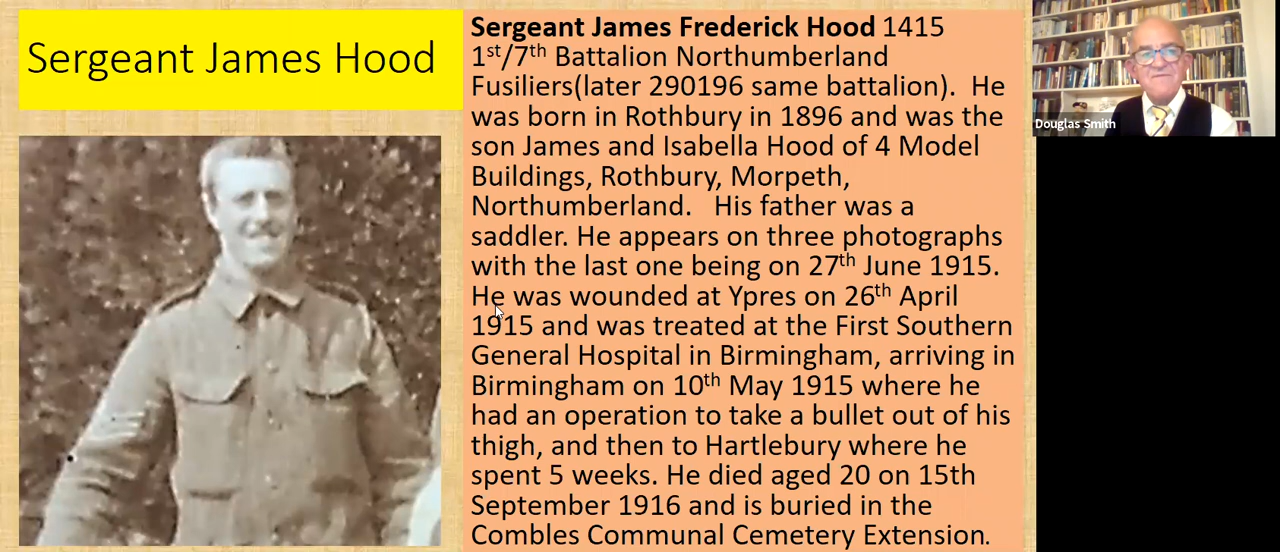 Sergeant James Hood
Sergeant James Frederick Hood 1415
1st/7th Battalion Northumberland
Fusiliers(later 290196 same battalion).  He
was born in Rothbury in 1896 and was the
son James and Isabella Hood of 4 Model
Buildings, Rothbury, Morpeth,
Northumberland.   His father was a
saddler. He appears on three photographs
with the last one being on 27th June 1915.
He was wounded at Ypres on 26th April
1915 and was treated at the First Southern
General Hospital in Birmingham, arriving in
Birmingham on 10th May 1915 where he
had an operation to take a bullet out of his
thigh, and then to Hartlebury where he
spent 5 weeks. He died aged 20 on 15th
September 1916 and is buried in the
Combles Communal Cemetery Extension.
Douglas Smith